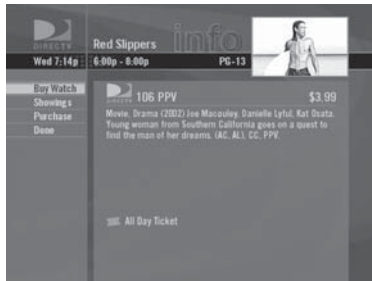 info
DIRECTV
Red Slippers
Wed 7:14p 6:00p - 8:00p PG-13
Buy Watch
Showings
Purchase
Done
DIRECTV 106 PPV $3.99
Movie, Drama (2002) Joe Macauley, Danielle Lyful, Kat Osata.
Young woman from Southern California goes on a quest to
find the man of her dreams. (AC, AL), CC, PPV.
All Day Ticket